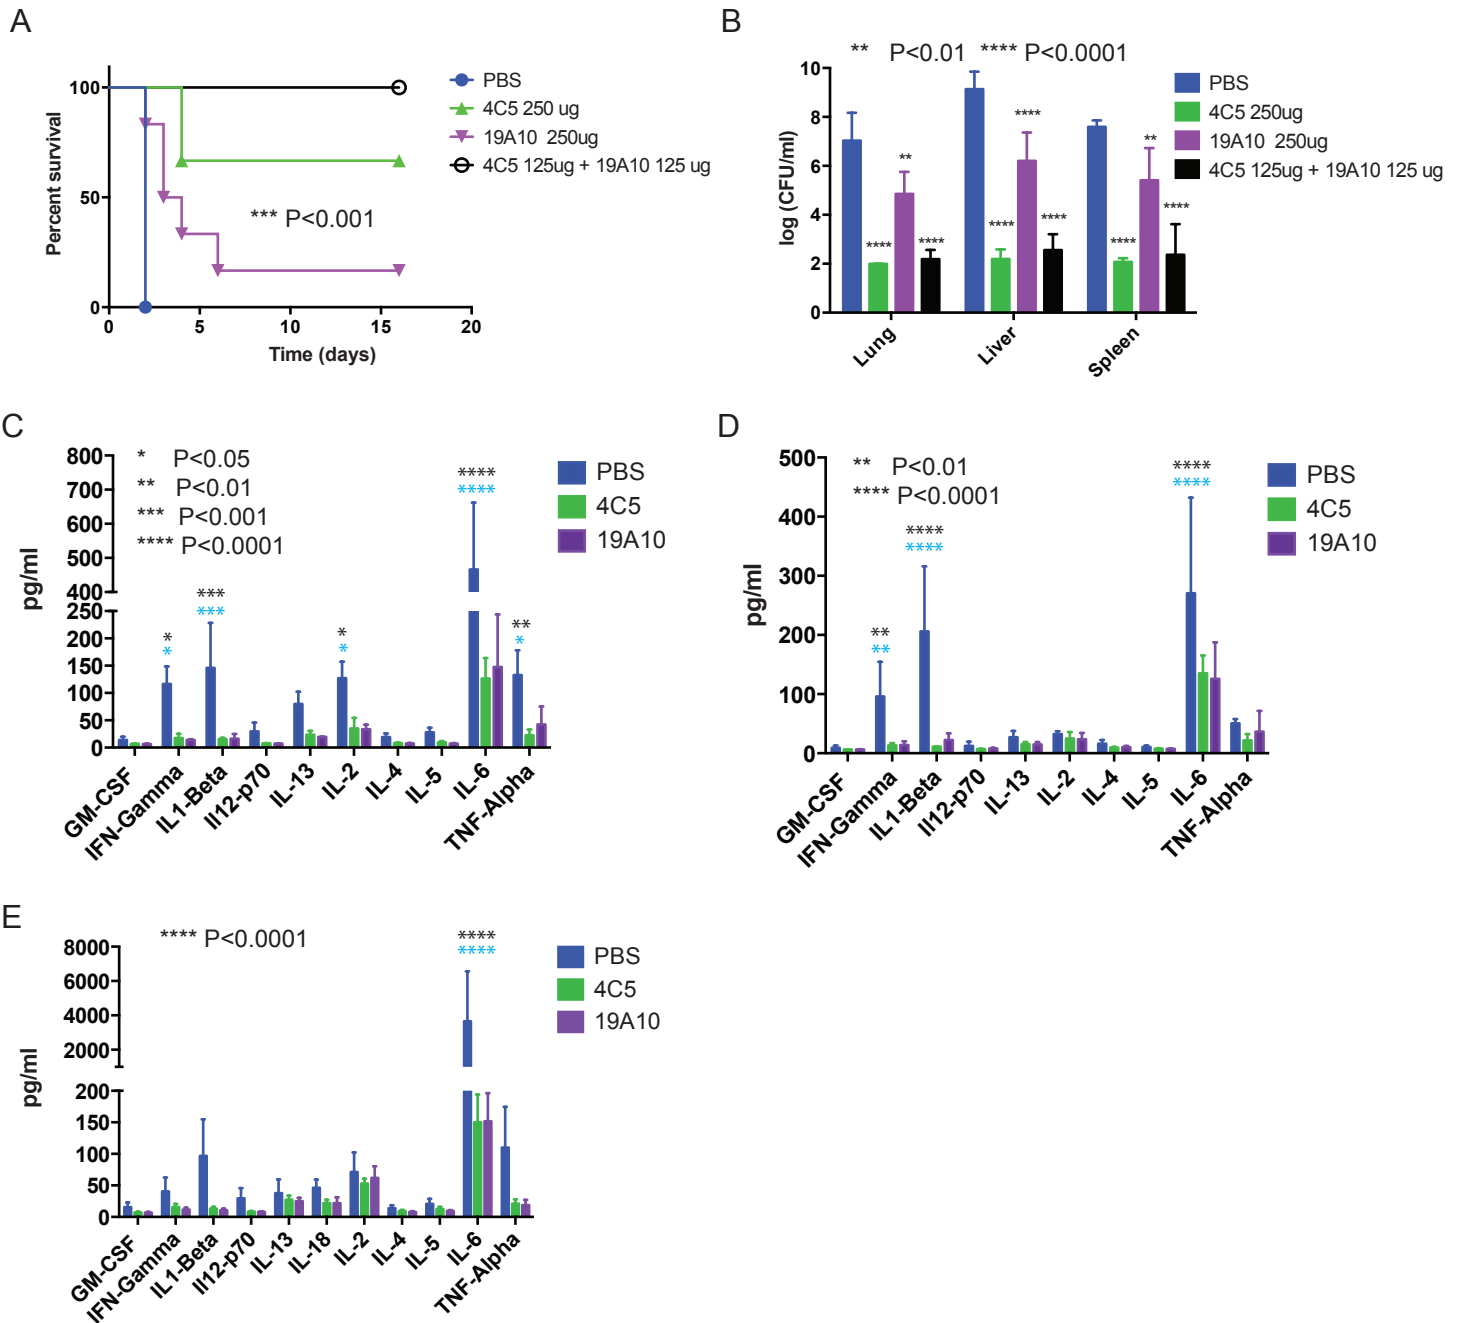 A
100
50
0
Percent survival
0 5 10 15 20
Time (days)
*** P<0.001
PBS
4C5 250 ug
19A10 250ug
4C5 125ug + 19A10 125 ug
B
** P<0.01 **** P<0.0001
10
8
6
4
2
0
log (CFU/ml)
**** ** ****
**** **** ****
**** ** ****
Lung Liver Spleen
PBS
4C5 250ug
19A10 250ug
4C5 125ug + 19A10 125 ug
C
* P<0.05
** P<0.01
*** P<0.001
**** P<0.0001
800
700
600
500
400
250
200
150
100
50
0
pg/ml
* *** * **** **
* *** * **** *
GM-CSF IFN-Gamma IL1-Beta Il12-p70 IL-13 IL-2 IL-4 IL-5 IL-6 TNF-Alpha
PBS
4C5
19A10
D
** P<0.01
**** P<0.0001
500
400
300
200
100
0
pg/ml
** **** ****
** **** ****
GM-CSF IFN-Gamma IL1-Beta Il12-p70 IL-13 IL-2 IL-4 IL-5 IL-6 TNF-Alpha
PBS
4C5
19A10
E
**** P<0.0001
8000
6000
4000
2000
200
150
100
50
0
pg/ml
****
****
GM-CSF IFN-Gamma IL1-Beta Il12-p70 IL-13 IL-18 IL-2 IL-4 IL-5 IL-6 TNF-Alpha
PBS
4C5
19A10